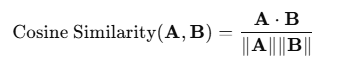 Cosine Similarity(A, B) = A · B / ‖A‖‖B‖